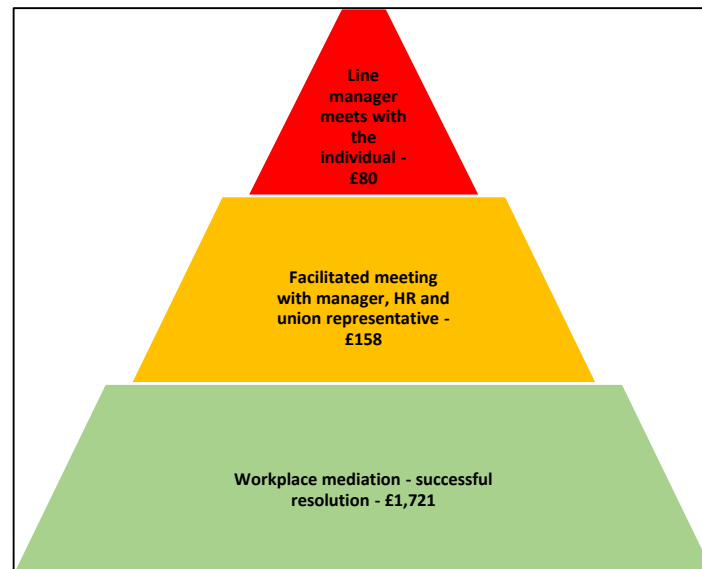 Line
manager
meets with
the
individual -
£80
Facilitated meeting
with manager, HR and
union representative -
£158
Workplace mediation - successful
resolution - £1,721